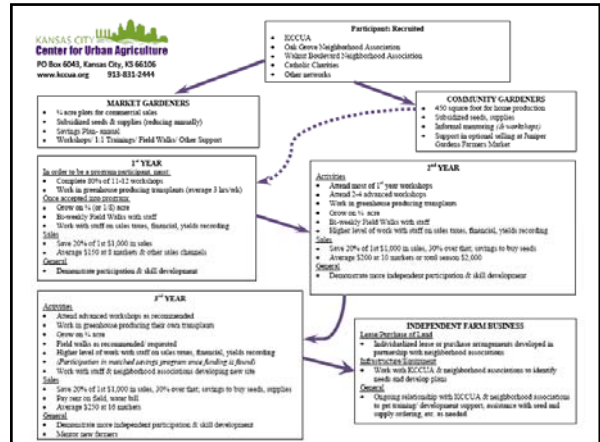 KANSAS CITY
Center for Urban Agriculture
PO Box 6043, Kansas City, KS 66106
www.kccua.org 913-831-2444
Participants Recruited
• KCCUA
• Oak Grove Neighborhood Association
• Walnut Boulevard Neighborhood Association
• Catholic Charities
• Other networks
MARKET GARDENERS
• ¼ acre plots for commercial sales
• Subsidized seeds & supplies (reducing annually)
• Savings Plan- annual
• Workshops/ 1:1 Trainings/ Field Walks/ Other Support
COMMUNITY GARDENERS
• 450 square foot for home production
• Subsidized seeds, supplies
• Informal mentoring (& workshops)
• Support in optional selling at Juniper
Gardens Farmers Market
1st YEAR
In order to be a program participant, must:
• Complete 80% of 11-12 workshops
• Work in greenhouse producing transplants (average 3 hrs/wk)
Once accepted into program:
• Grow on ¼ (or 1/8) acre
• Bi-weekly Field Walks with staff
• Work with staff on sales taxes, financial, yields recording
Sales
• Save 20% of 1st $1,000 in sales
• Average $150 at 8 markets & other sales channels
General
• Demonstrate participation & skill development
2nd YEAR
Activities
• Attend most of 1st year workshops
• Attend 2-4 advanced workshops
• Work in greenhouse producing transplants
• Grow on ¼ acre
• Bi-weekly Field Walks with staff
• Higher level of work with staff on sales taxes, financial, yields recording
Sales
• Save 20% of 1st $1,000 in sales, 30% over that; savings to buy seeds
• Average $200 at 10 markets or total season $2,000
General
• Demonstrate more independent participation & skill development
3rd YEAR
Activities
• Attend advanced workshops as recommended
• Work in greenhouse producing their own transplants
• Grow on ¼ acre
• Field walks as recommended/ requested
• Higher level of work with staff on sales taxes, financial, yields recording
• (Participation in matched savings program once funding is found)
• Work with staff & neighborhood associations developing new site
Sales
• Save 20% of 1st $1,000 in sales, 30% over that; savings to buy seeds, supplies
• Pay rent on field, water bill
• Average $250 at 10 markets
General
• Demonstrate more independent participation & skill development
• Mentor new farmers
INDEPENDENT FARM BUSINESS
Lease/Purchase of Land
• Individualized lease or purchase arrangements developed in
partnership with neighborhood associations
Infrastructure/Equipment
• Work with KCCUA & neighborhood associations to identify
needs and develop plans
General
• Ongoing relationship with KCCUA & neighborhood associations
to get training/ development support, assistance with seed and
supply ordering, etc. as needed